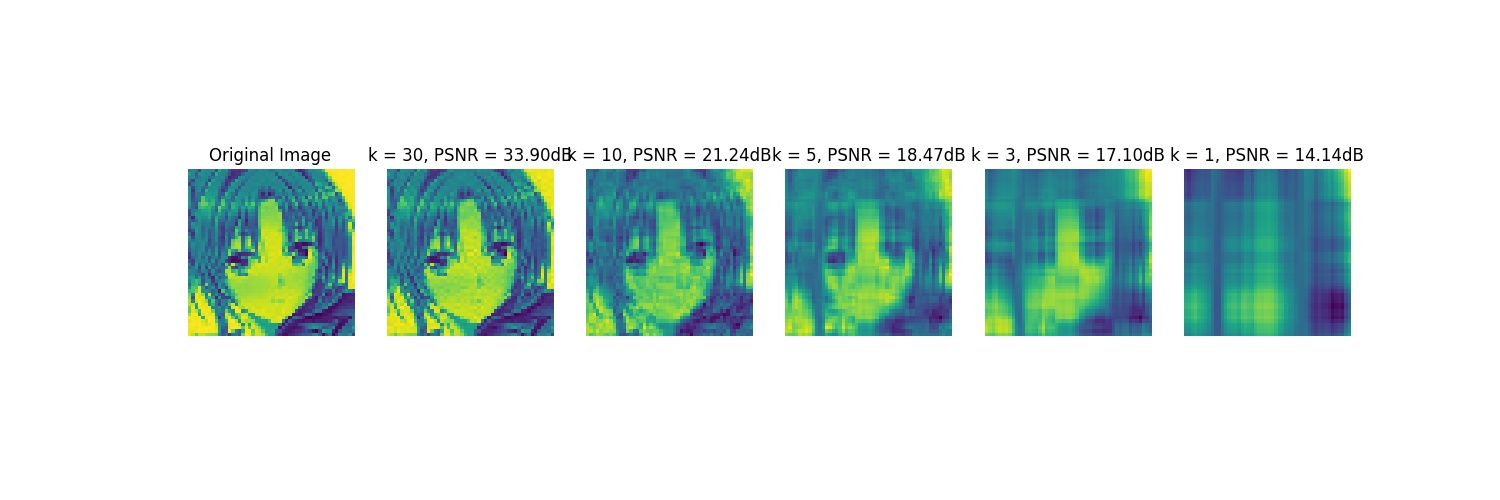 Original Image
k = 30, PSNR = 33.90dB
k = 10, PSNR = 21.24dB
k = 5, PSNR = 18.47dB
k = 3, PSNR = 17.10dB
k = 1, PSNR = 14.14dB